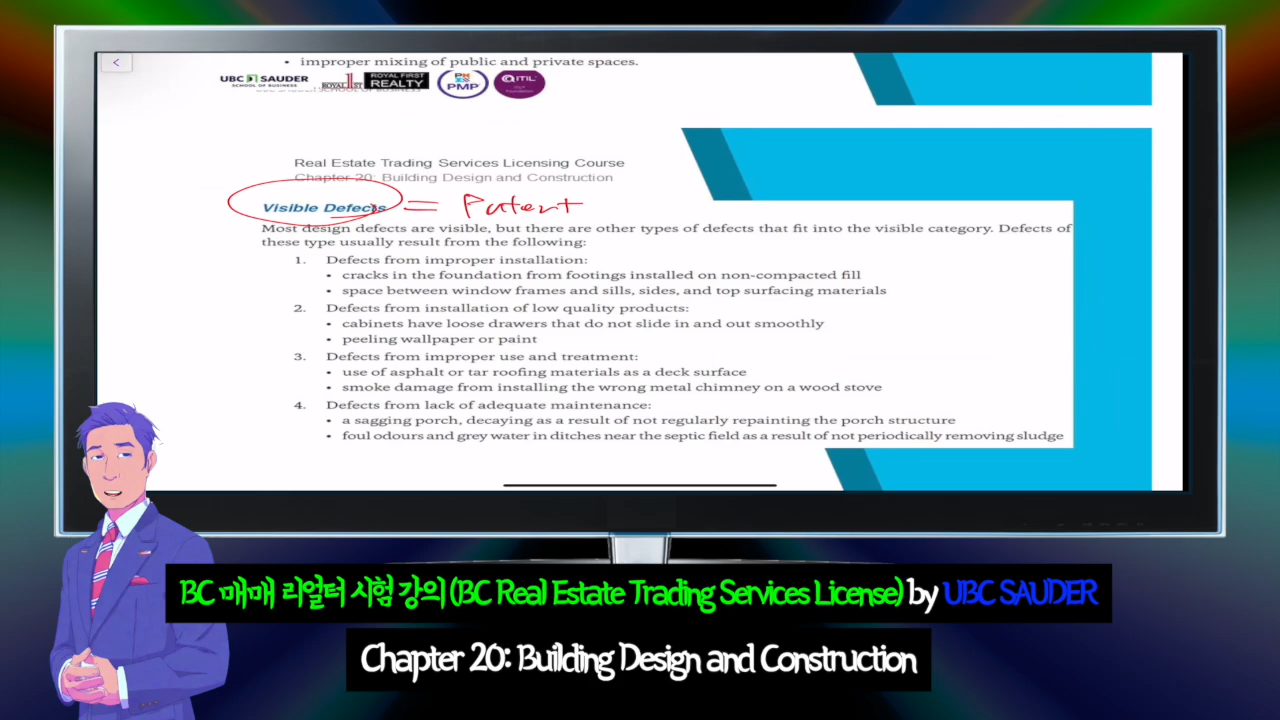 <
• improper mixing of public and private spaces.
UBC SAUDER
SCHOOL OF BUSINESS
ROYAL 1ST
ROYAL FIRST
REALTY
PMP
ITIL
Foundation
UBC SAUDER SCHOOL OF BUSINESS
Real Estate Trading Services Licensing Course
Chapter 20: Building Design and Construction
Visible Defects = Patent
Most design defects are visible, but there are other types of defects that fit into the visible category. Defects of
these type usually result from the following:
1. Defects from improper installation:
• cracks in the foundation from footings installed on non-compacted fill
• space between window frames and sills, sides, and top surfacing materials
2. Defects from installation of low quality products:
• cabinets have loose drawers that do not slide in and out smoothly
• peeling wallpaper or paint
3. Defects from improper use and treatment:
• use of asphalt or tar roofing materials as a deck surface
• smoke damage from installing the wrong metal chimney on a wood stove
4. Defects from lack of adequate maintenance:
• a sagging porch, decaying as a result of not regularly repainting the porch structure
• foul odours and grey water in ditches near the septic field as a result of not periodically removing sludge
BC 매매 리얼터 시험 강의 (BC Real Estate Trading Services License) by UBC SAUDER
Chapter 20: Building Design and Construction